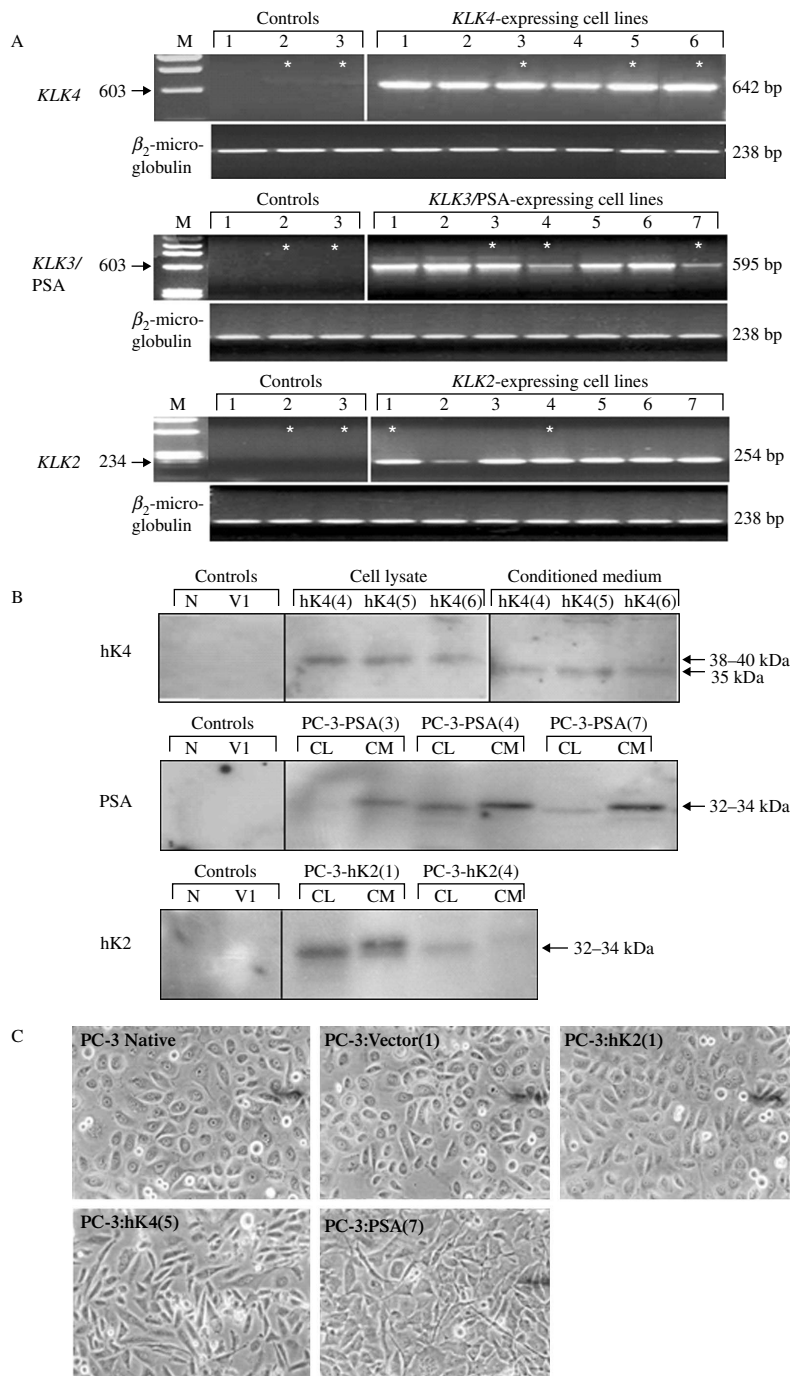 A
Controls KLK4-expressing cell lines
M 1 2 3 1 2 3 4 5 6
* * * * *
KLK4 603 642 bp
β2-micro-
globulin 238 bp
Controls KLK3/PSA-expressing cell lines
M 1 2 3 1 2 3 4 5 6 7
* * * * *
KLK3/
PSA 603 595 bp
β2-micro-
globulin 238 bp
Controls KLK2-expressing cell lines
M 1 2 3 1 2 3 4 5 6 7
* * * *
KLK2 234 254 bp
β2-micro-
globulin 238 bp
B
Controls Cell lysate Conditioned medium
N V1 hK4(4) hK4(5) hK4(6) hK4(4) hK4(5) hK4(6)
hK4 38–40 kDa
35 kDa
Controls PC-3-PSA(3) PC-3-PSA(4) PC-3-PSA(7)
N V1 CL CM CL CM CL CM
PSA 32–34 kDa
Controls PC-3-hK2(1) PC-3-hK2(4)
N V1 CL CM CL CM
hK2 32–34 kDa
C
PC-3 Native PC-3:Vector(1) PC-3:hK2(1)
PC-3:hK4(5) PC-3:PSA(7)